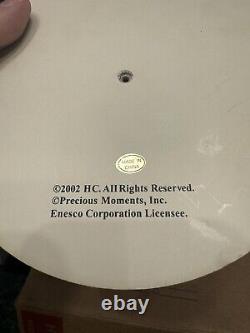 MADE IN
CHINA
©2002 HC. All Rights Reserved.
©Precious Moments, Inc.
Enesco Corporation Licensee.